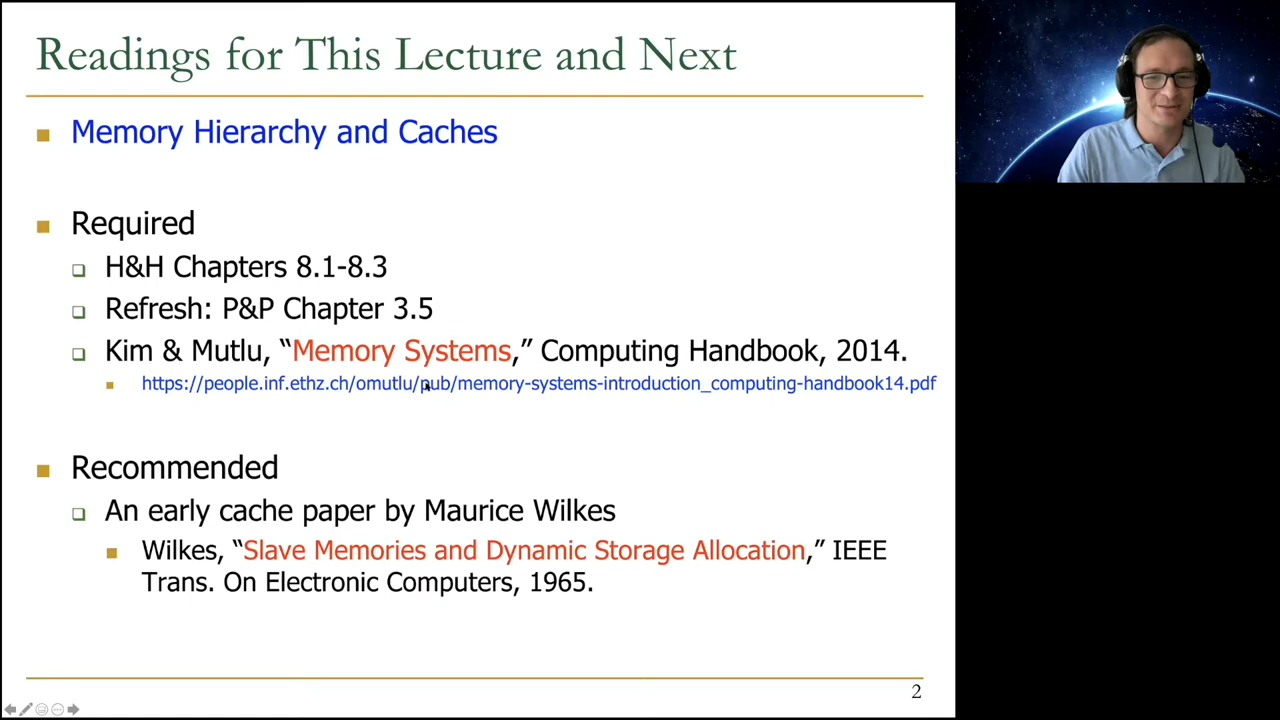 Readings for This Lecture and Next
Memory Hierarchy and Caches
Required
H&H Chapters 8.1-8.3
Refresh: P&P Chapter 3.5
Kim & Mutlu, “Memory Systems,” Computing Handbook, 2014.
https://people.inf.ethz.ch/omutlu/pub/memory-systems-introduction_computing-handbook14.pdf
Recommended
An early cache paper by Maurice Wilkes
Wilkes, “Slave Memories and Dynamic Storage Allocation,” IEEE
Trans. On Electronic Computers, 1965.
2